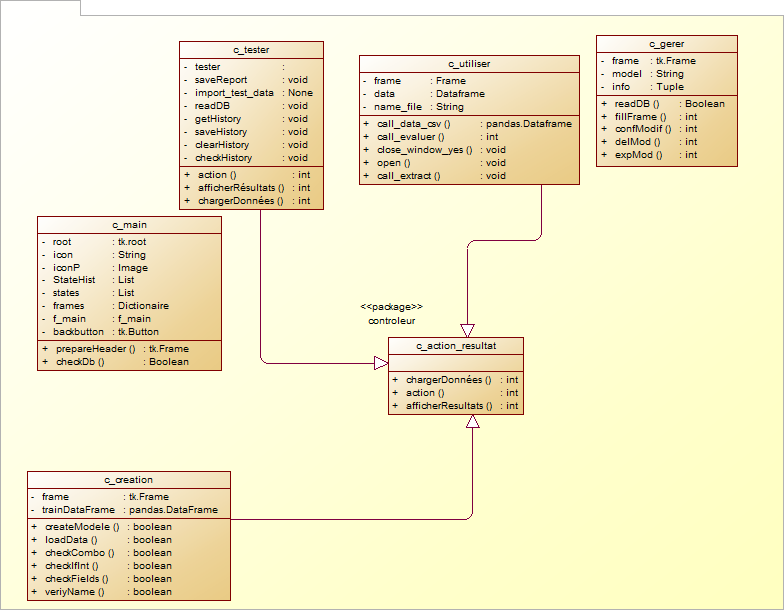 c_tester
- tester :
- saveReport : void
- import_test_data : None
- readDB : void
- getHistory : void
- saveHistory : void
- clearHistory : void
- checkHistory : void
+ action () : int
+ afficherRésultats () : int
+ chargerDonnées () : int
c_utiliser
- frame : Frame
- data : Dataframe
- name_file : String
+ call_data_csv () : pandas.Dataframe
+ call_evaluer () : int
+ close_window_yes () : void
+ open () : void
+ call_extract () : void
c_gerer
- frame : tk.Frame
- model : String
- info : Tuple
+ readDB () : Boolean
+ fillFrame () : int
+ confModif () : int
+ delMod () : int
+ expMod () : int
c_main
- root : tk.root
- icon : String
- iconP : Image
- StateHist : List
- states : List
- frames : Dictionaire
- f_main : f_main
- backbutton : tk.Button
+ prepareHeader () : tk.Frame
+ checkDb () : Boolean
<<package>>
controleur
c_action_resultat
+ chargerDonnées () : int
+ action () : int
+ afficherResultats () : int
c_creation
- frame : tk.Frame
- trainDataFrame : pandas.DataFrame
+ createModele () : boolean
+ loadData () : boolean
+ checkCombo () : boolean
+ checkIfInt () : boolean
+ checkFields () : boolean
+ veriyName () : boolean